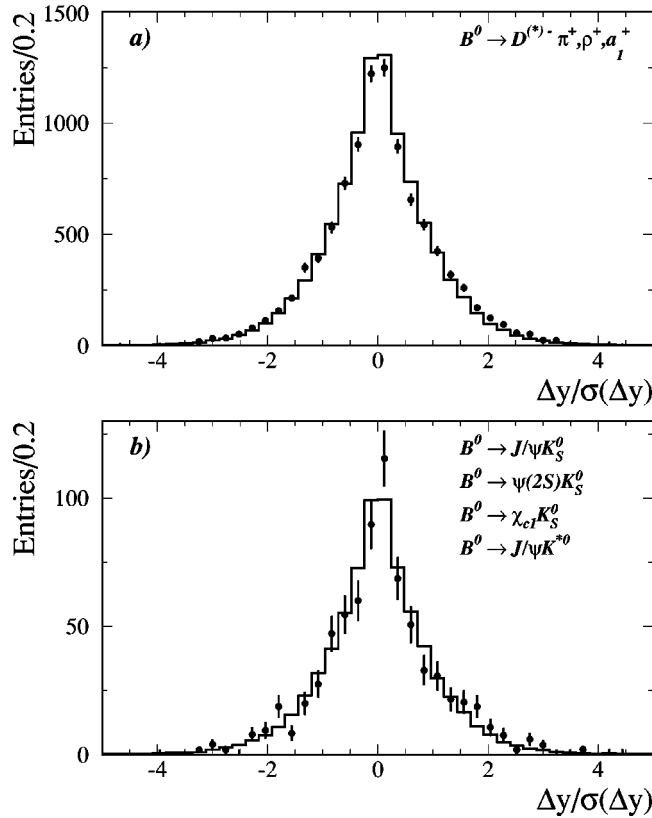 a)
B⁰ → D⁽*⁾⁻ π⁺,ρ⁺,a₁⁺
Entries/0.2
1500
1000
500
0
-4 -2 0 2 4
Δy/σ(Δy)
b)
B⁰ → J/ψK⁰S
B⁰ → ψ(2S)K⁰S
B⁰ → χc1K⁰S
B⁰ → J/ψK*⁰
Entries/0.2
100
50
0
-4 -2 0 2 4
Δy/σ(Δy)